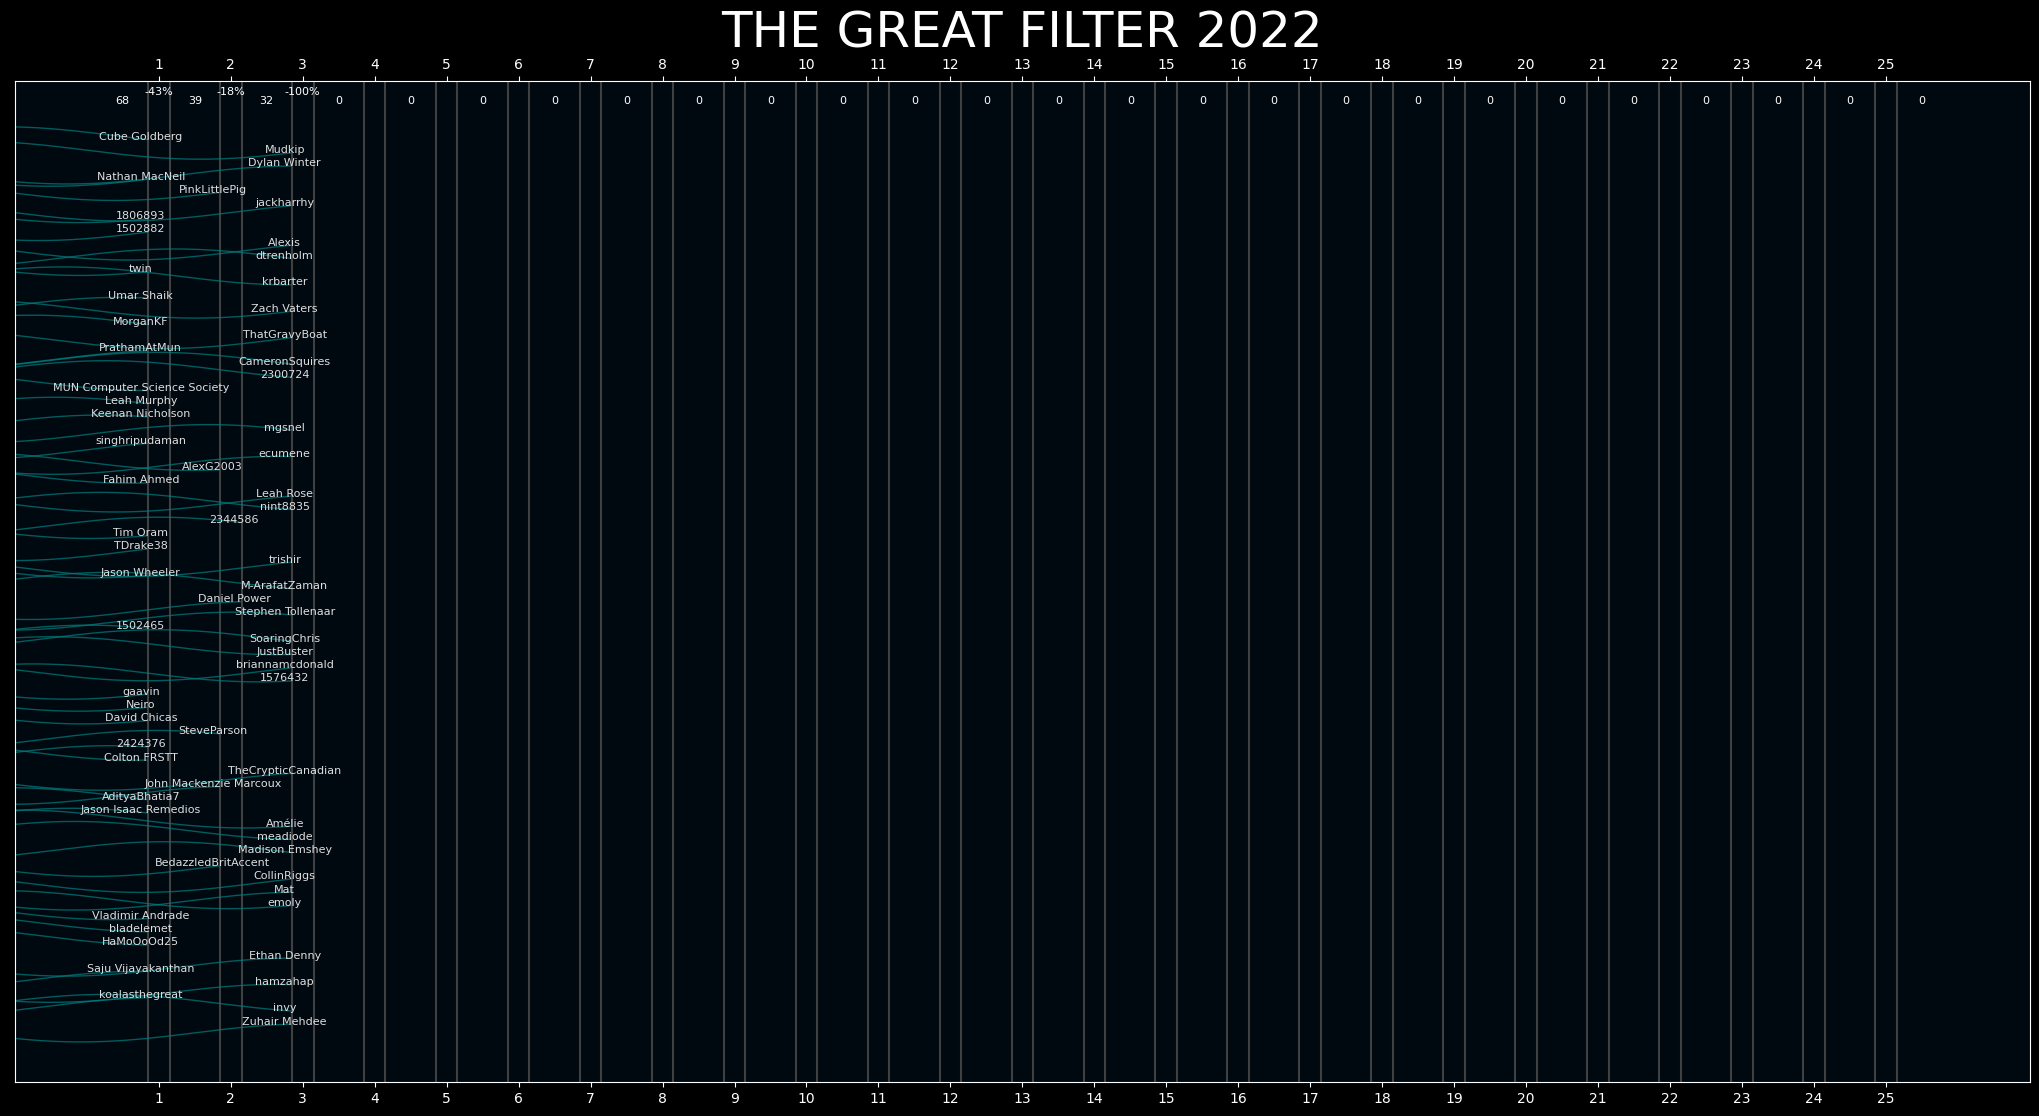 THE GREAT FILTER 2022
1 2 3 4 5 6 7 8 9 10 11 12 13 14 15 16 17 18 19 20 21 22 23 24 25
-43% -18% -100%
68 39 32 0 0 0 0 0 0 0 0 0 0 0 0 0 0 0 0 0 0 0 0 0 0 0
Cube Goldberg
Mudkip
Dylan Winter
Nathan MacNeil
PinkLittlePig
jackharrhy
1806893
1502882
Alexis
dtrenholm
twin
krbarter
Umar Shaik
Zach Vaters
MorganKF
ThatGravyBoat
PrathamAtMun
CameronSquires
2300724
MUN Computer Science Society
Leah Murphy
Keenan Nicholson
mgsnel
singhripudaman
ecumene
AlexG2003
Fahim Ahmed
Leah Rose
nint8835
2344586
Tim Oram
TDrake38
trishir
Jason Wheeler
M-ArafatZaman
Daniel Power
Stephen Tollenaar
1502465
SoaringChris
JustBuster
briannamcdonald
1576432
gaavin
Neiro
David Chicas
SteveParson
2424376
Colton FRSTT
TheCrypticCanadian
John Mackenzie Marcoux
AdityaBhatia7
Jason Isaac Remedios
Amélie
meadiode
Madison Emshey
BedazzledBritAccent
CollinRiggs
Mat
emoly
Vladimir Andrade
bladelemet
HaMoOoOd25
Ethan Denny
Saju Vijayakanthan
hamzahap
koalasthegreat
invy
Zuhair Mehdee
1 2 3 4 5 6 7 8 9 10 11 12 13 14 15 16 17 18 19 20 21 22 23 24 25